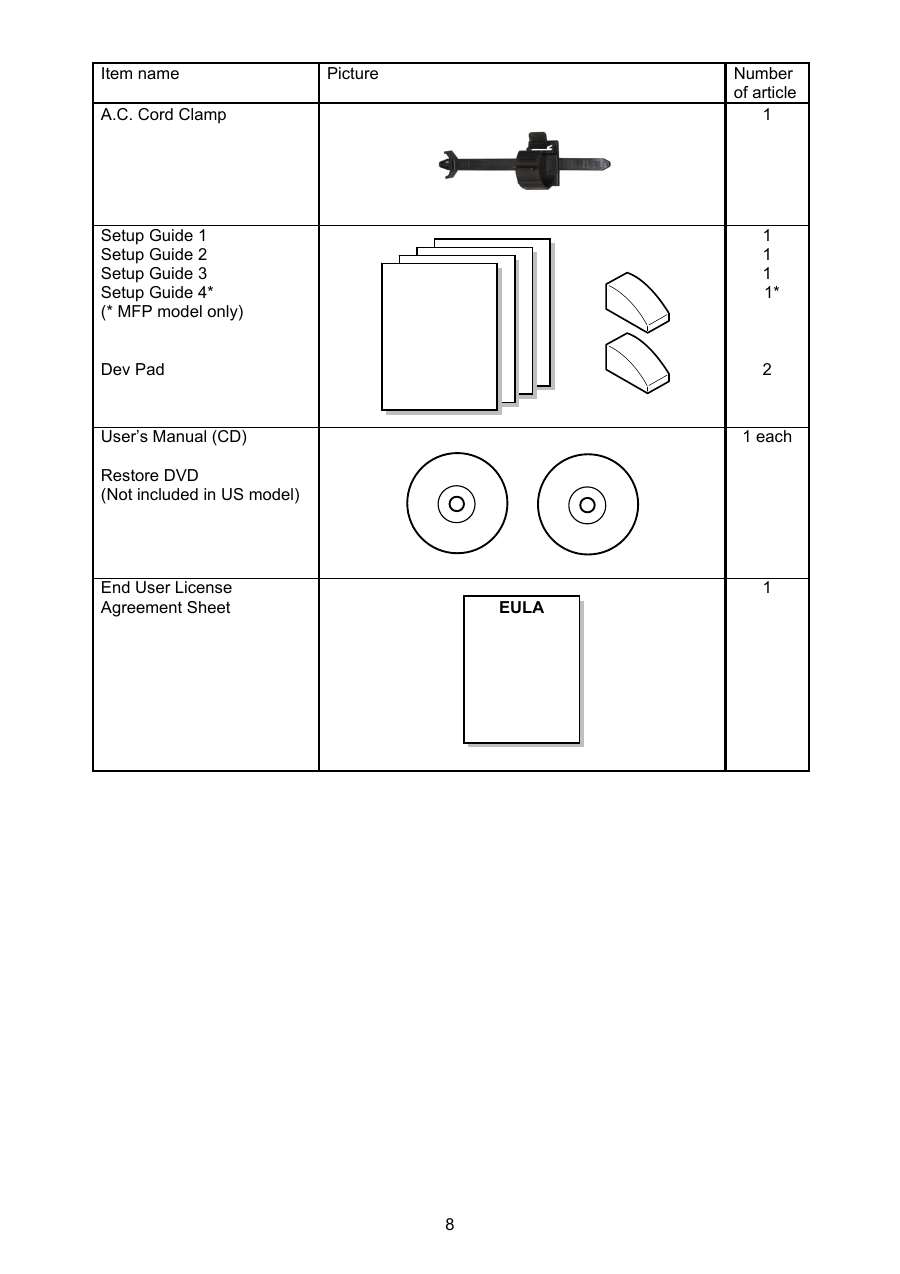 Item name
Picture
Number
of article
A.C. Cord Clamp
1
Setup Guide 1
1
Setup Guide 2
1
Setup Guide 3
1
Setup Guide 4*
1*
(* MFP model only)
Dev Pad
2
User’s Manual (CD)
1 each
Restore DVD
(Not included in US model)
End User License
1
Agreement Sheet
EULA
8